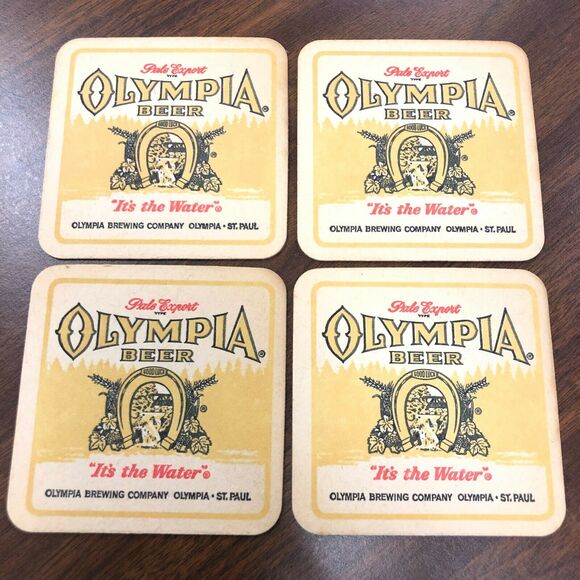 Pale Export
TYPE
OLYMPIA®
BEER
GOOD LUCK
®
"It's the Water"®
OLYMPIA BREWING COMPANY OLYMPIA • ST. PAUL
Pale Export
TYPE
OLYMPIA®
BEER
GOOD LUCK
®
"It's the Water"®
OLYMPIA BREWING COMPANY OLYMPIA • ST. PAUL
Pale Export
TYPE
OLYMPIA®
BEER
GOOD LUCK
®
"It's the Water"®
OLYMPIA BREWING COMPANY OLYMPIA • ST. PAUL
Pale Export
TYPE
OLYMPIA®
BEER
GOOD LUCK
®
"It's the Water"®
OLYMPIA BREWING COMPANY OLYMPIA • ST. PAUL